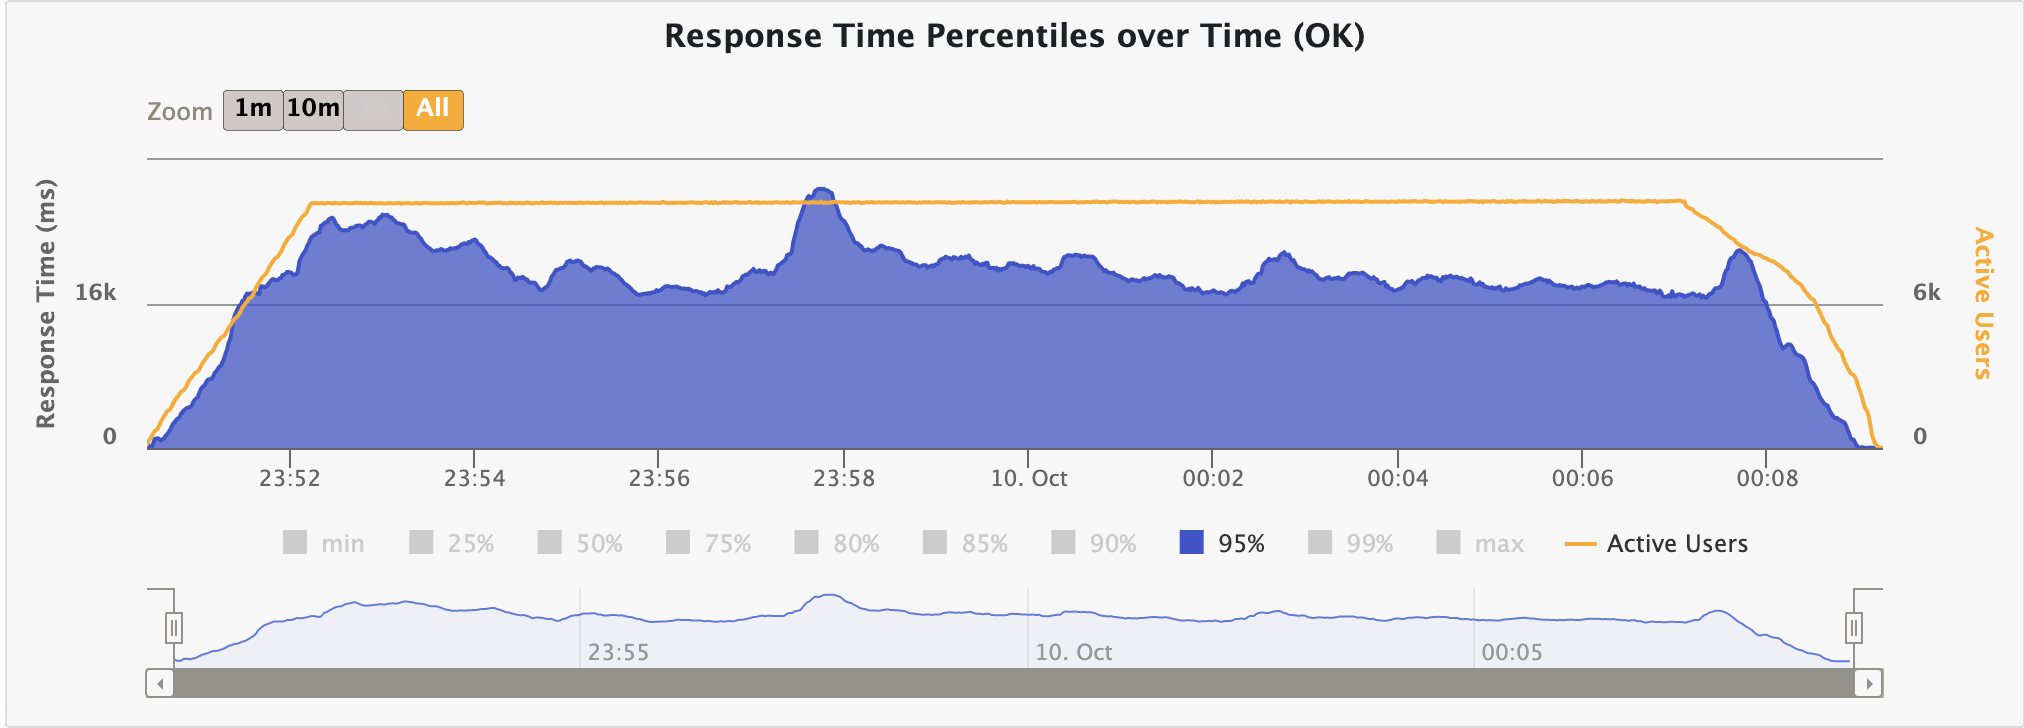 Response Time Percentiles over Time (OK)
Zoom 1m 10m All
Response Time (ms)
16k
0
Active Users
6k
0
23:52 23:54 23:56 23:58 10. Oct 00:02 00:04 00:06 00:08
min 25% 50% 75% 80% 85% 90% 95% 99% max Active Users
23:55 10. Oct 00:05